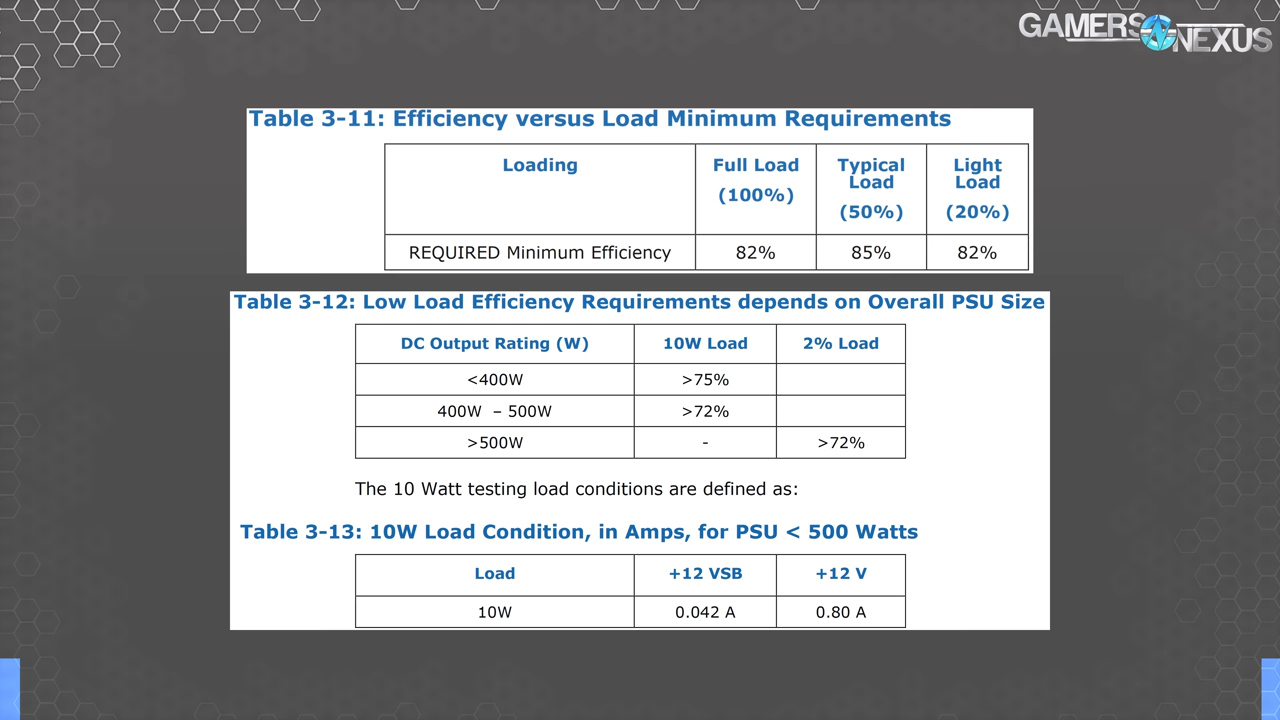 GAMERS NEXUS
Table 3-11: Efficiency versus Load Minimum Requirements
Loading Full Load (100%) Typical Load (50%) Light Load (20%)
REQUIRED Minimum Efficiency 82% 85% 82%
Table 3-12: Low Load Efficiency Requirements depends on Overall PSU Size
DC Output Rating (W) 10W Load 2% Load
<400W >75%
400W – 500W >72%
>500W - >72%
The 10 Watt testing load conditions are defined as:
Table 3-13: 10W Load Condition, in Amps, for PSU < 500 Watts
Load +12 VSB +12 V
10W 0.042 A 0.80 A